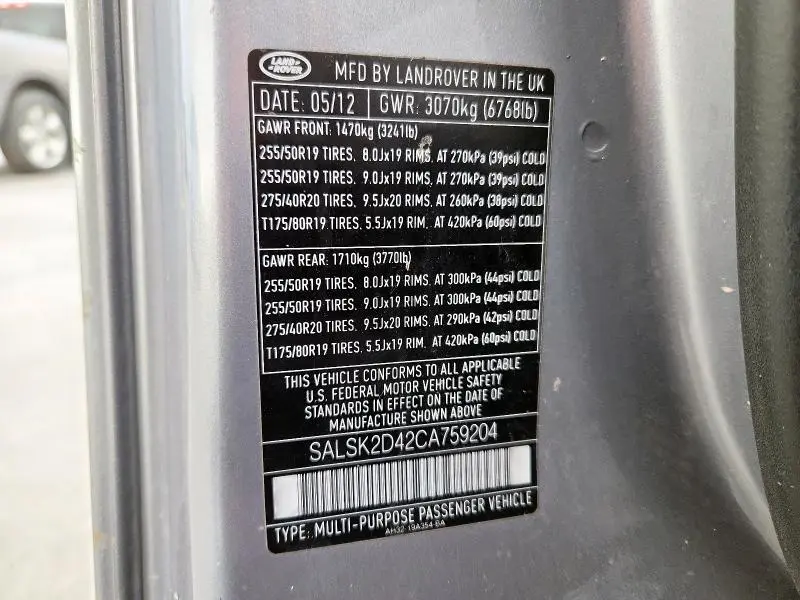 LAND
ROVER
MFD BY LANDROVER IN THE UK
DATE: 05/12 GWR: 3070kg (6768lb)
GAWR FRONT: 1470kg (3241lb)
255/50R19 TIRES. 8.0Jx19 RIMS. AT 270kPa (39psi) COLD
255/50R19 TIRES. 9.0Jx19 RIMS. AT 270kPa (39psi) COLD
275/40R20 TIRES. 9.5Jx20 RIMS. AT 260kPa (38psi) COLD
T175/80R19 TIRES. 5.5Jx19 RIM. AT 420kPa (60psi) COLD
GAWR REAR: 1710kg (3770lb)
255/50R19 TIRES. 8.0Jx19 RIMS. AT 300kPa (44psi) COLD
255/50R19 TIRES. 9.0Jx19 RIMS. AT 300kPa (44psi) COLD
275/40R20 TIRES. 9.5Jx20 RIMS. AT 290kPa (42psi) COLD
T175/80R19 TIRES. 5.5Jx19 RIM. AT 420kPa (60psi) COLD
THIS VEHICLE CONFORMS TO ALL APPLICABLE
U.S. FEDERAL MOTOR VEHICLE SAFETY
STANDARDS IN EFFECT ON THE DATE OF
MANUFACTURE SHOWN ABOVE
SALSK2D42CA759204
TYPE: MULTI-PURPOSE PASSENGER VEHICLE
AH32-19A354-BA